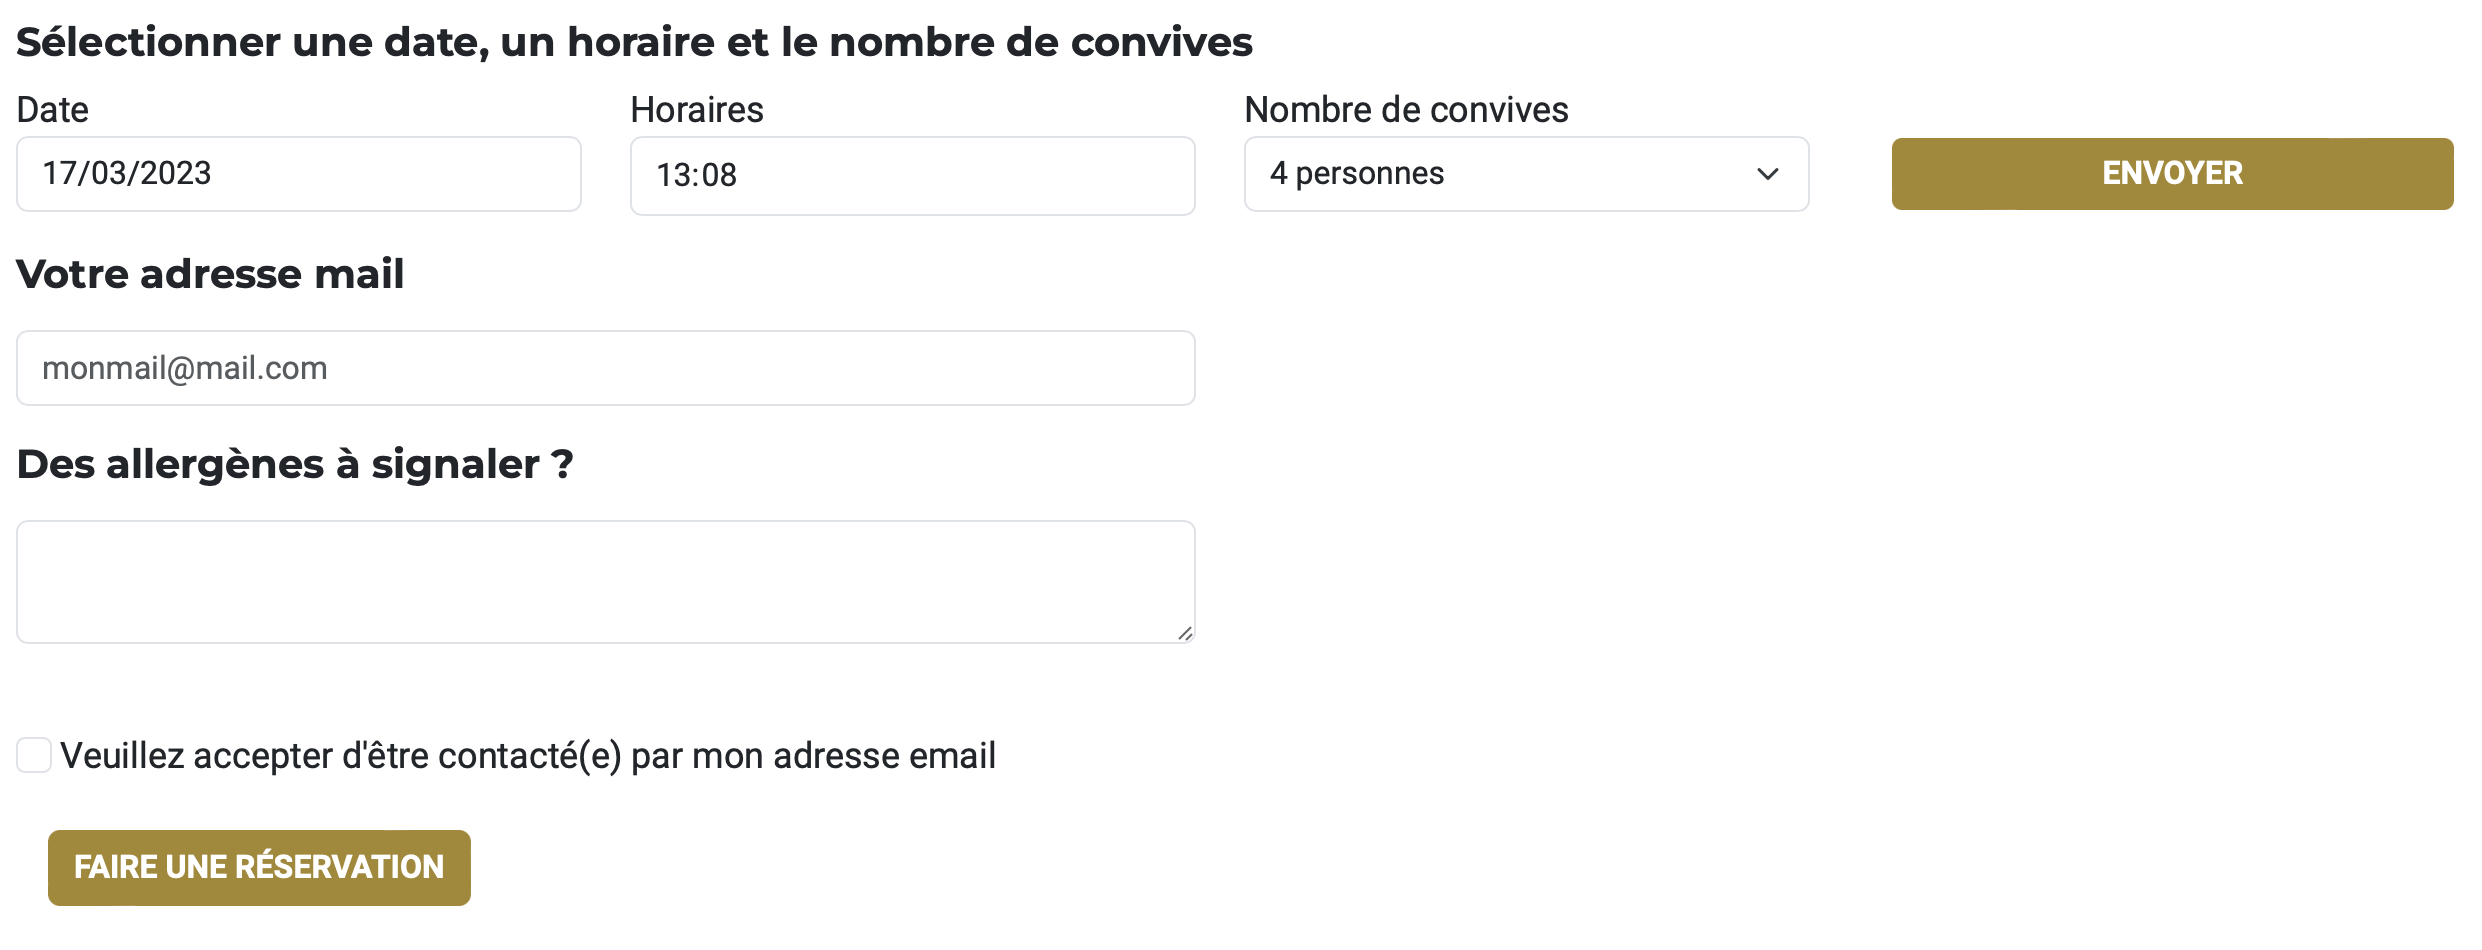 Sélectionner une date, un horaire et le nombre de convives
Date
Horaires
Nombre de convives
17/03/2023
13:08
4 personnes
ENVOYER
Votre adresse mail
monmail@mail.com
Des allergènes à signaler ?
Veuillez accepter d'être contacté(e) par mon adresse email
FAIRE UNE RÉSERVATION